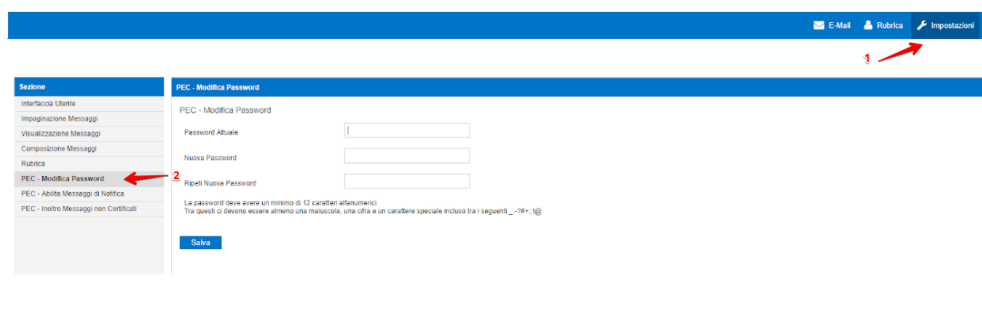 E-Mail Rubrica Impostazioni
1
Sezione
Interfaccia Utente
Impaginazione Messaggi
Visualizzazione Messaggi
Composizione Messaggi
Rubrica
PEC - Modifica Password
2
PEC - Abilita Messaggi di Notifica
PEC - Inoltro Messaggi non Certificati
PEC - Modifica Password
PEC - Modifica Password
Password Attuale
Nuova Password
Ripeti Nuova Password
La password deve avere un minimo di 12 caratteri alfanumerici.
Tra questi ci devono essere almeno una maiuscola, una cifra e un carattere speciale incluso tra i seguenti _.-?#+;:!@
Salva